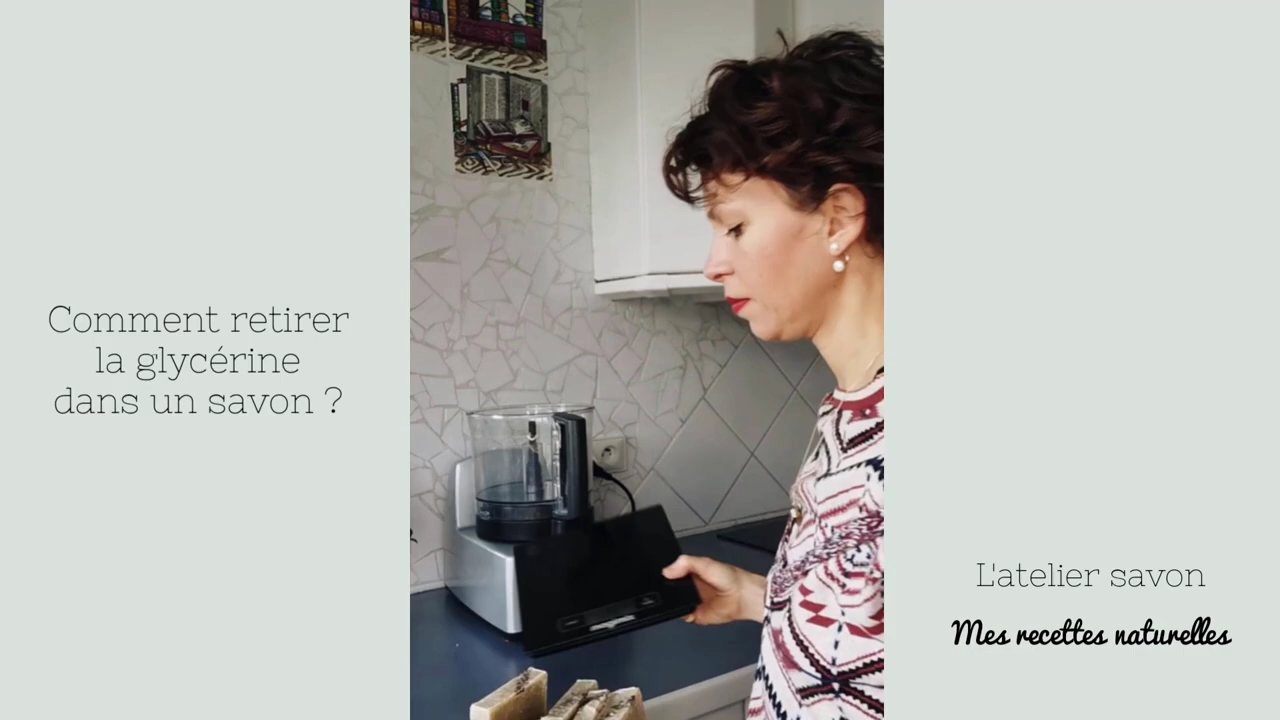 Comment retirer
la glycérine
dans un savon ?
L'atelier savon
Mes recettes naturelles